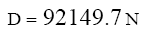 D = 92149.7 N